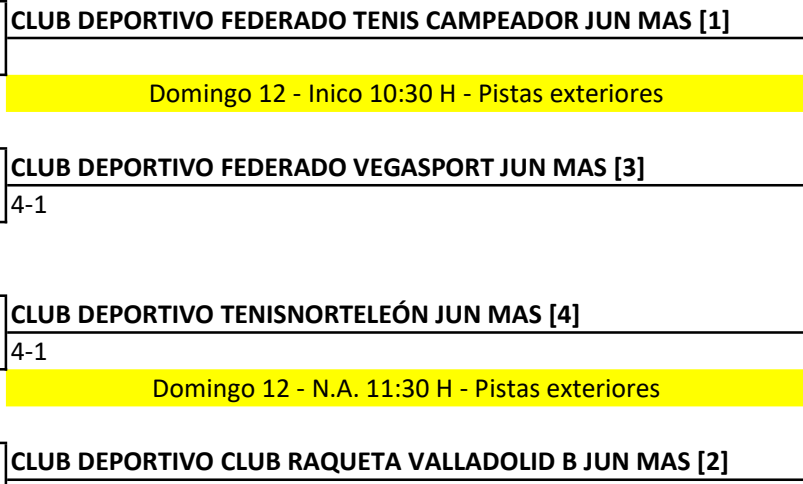 CLUB DEPORTIVO FEDERADO TENIS CAMPEADOR JUN MAS [1]
Domingo 12 - Inico 10:30 H - Pistas exteriores
CLUB DEPORTIVO FEDERADO VEGASPORT JUN MAS [3]
4-1
CLUB DEPORTIVO TENISNORTELEÓN JUN MAS [4]
4-1
Domingo 12 - N.A. 11:30 H - Pistas exteriores
CLUB DEPORTIVO CLUB RAQUETA VALLADOLID B JUN MAS [2]